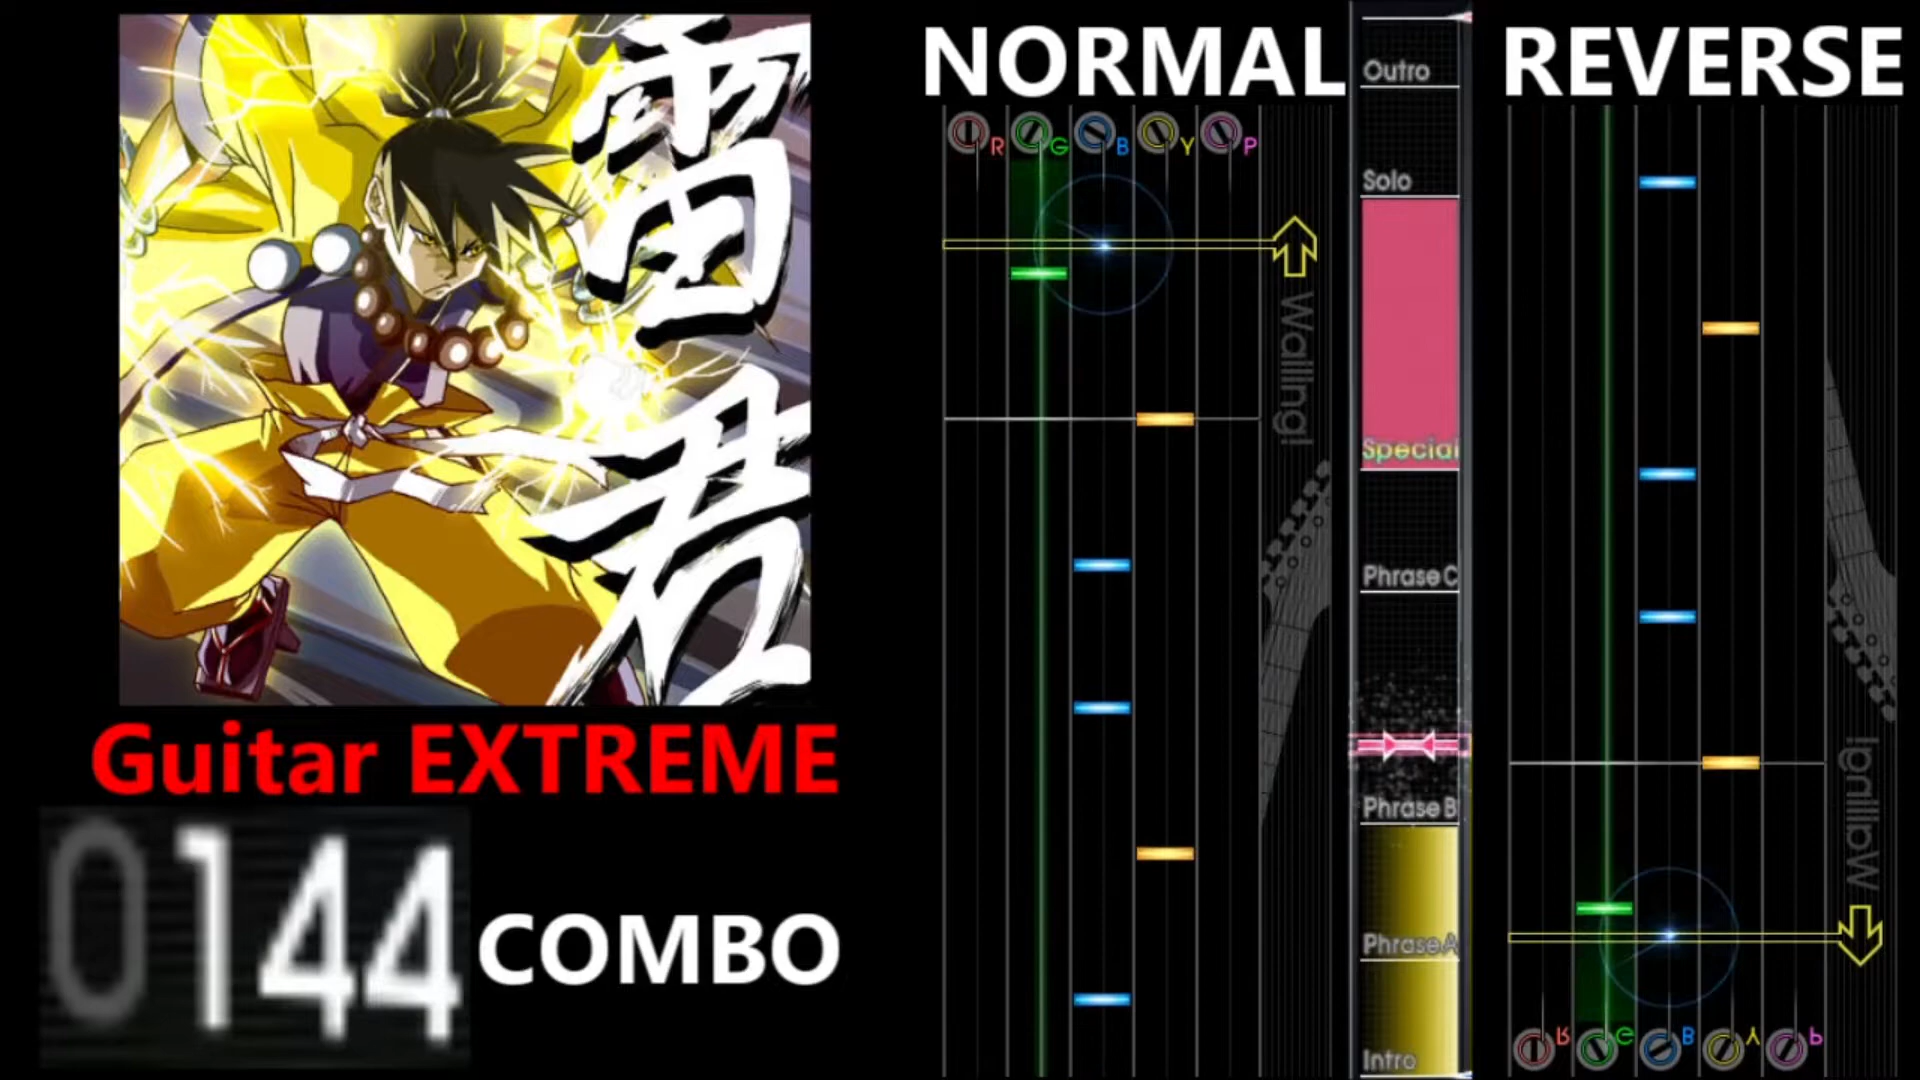 雷君
Guitar EXTREME
0144 COMBO
NORMAL
R G B Y P
Wailing!
Outro
Solo
Special
Phrase C
Phrase B
Phrase A
Intro
REVERSE
Wailing!
R G B Y P